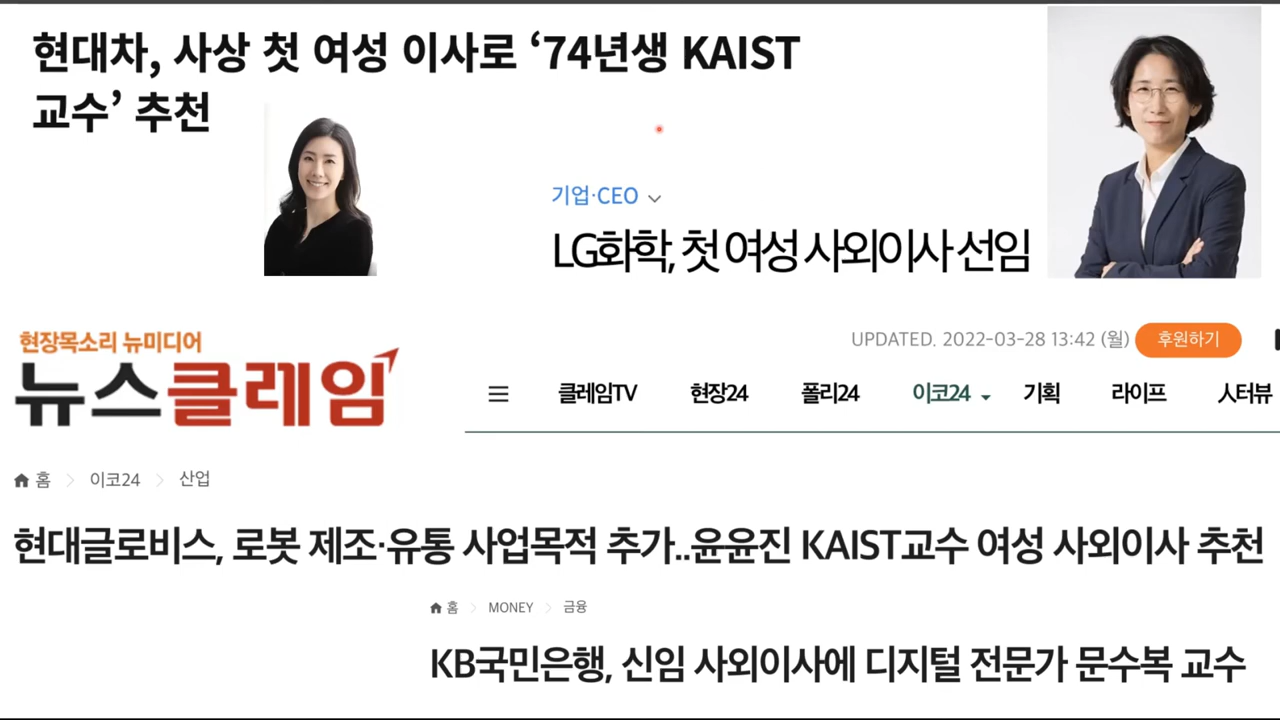 현대차, 사상 첫 여성 이사로 ‘74년생 KAIST
교수’ 추천
기업·CEO
LG화학, 첫 여성 사외이사 선임
현장목소리 뉴미디어
뉴스클레임
UPDATED. 2022-03-28 13:42 (월) 후원하기
클레임TV 현장24 폴리24 이코24 기획 라이프 人터뷰
홈 이코24 산업
현대글로비스, 로봇 제조·유통 사업목적 추가..윤윤진 KAIST교수 여성 사외이사 추천
홈 MONEY 금융
KB국민은행, 신임 사외이사에 디지털 전문가 문수복 교수